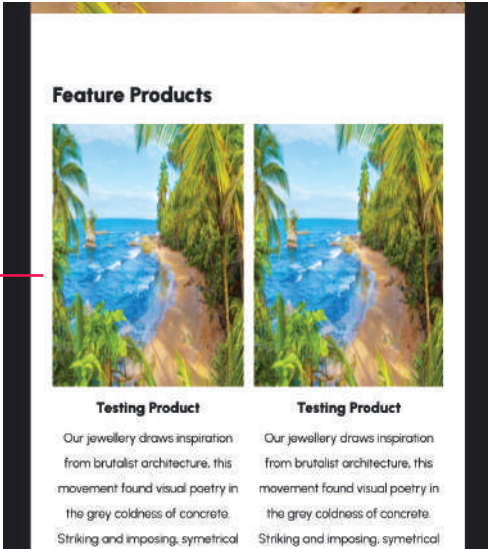 Feature Products
Testing Product
Our jewellery draws inspiration
from brutalist architecture, this
movement found visual poetry in
the grey coldness of concrete.
Striking and imposing, symetrical
Testing Product
Our jewellery draws inspiration
from brutalist architecture, this
movement found visual poetry in
the grey coldness of concrete.
Striking and imposing, symetrical